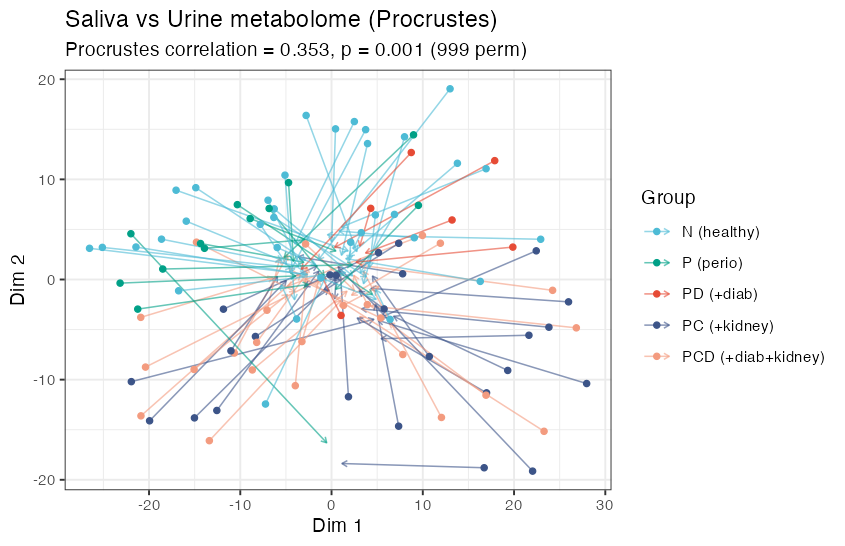 Saliva vs Urine metabolome (Procrustes)
Procrustes correlation = 0.353, p = 0.001 (999 perm)
20
10
0
-10
-20
Dim 2
-20
-10
0
10
20
30
Dim 1
Group
N (healthy)
P (perio)
PD (+diab)
PC (+kidney)
PCD (+diab+kidney)